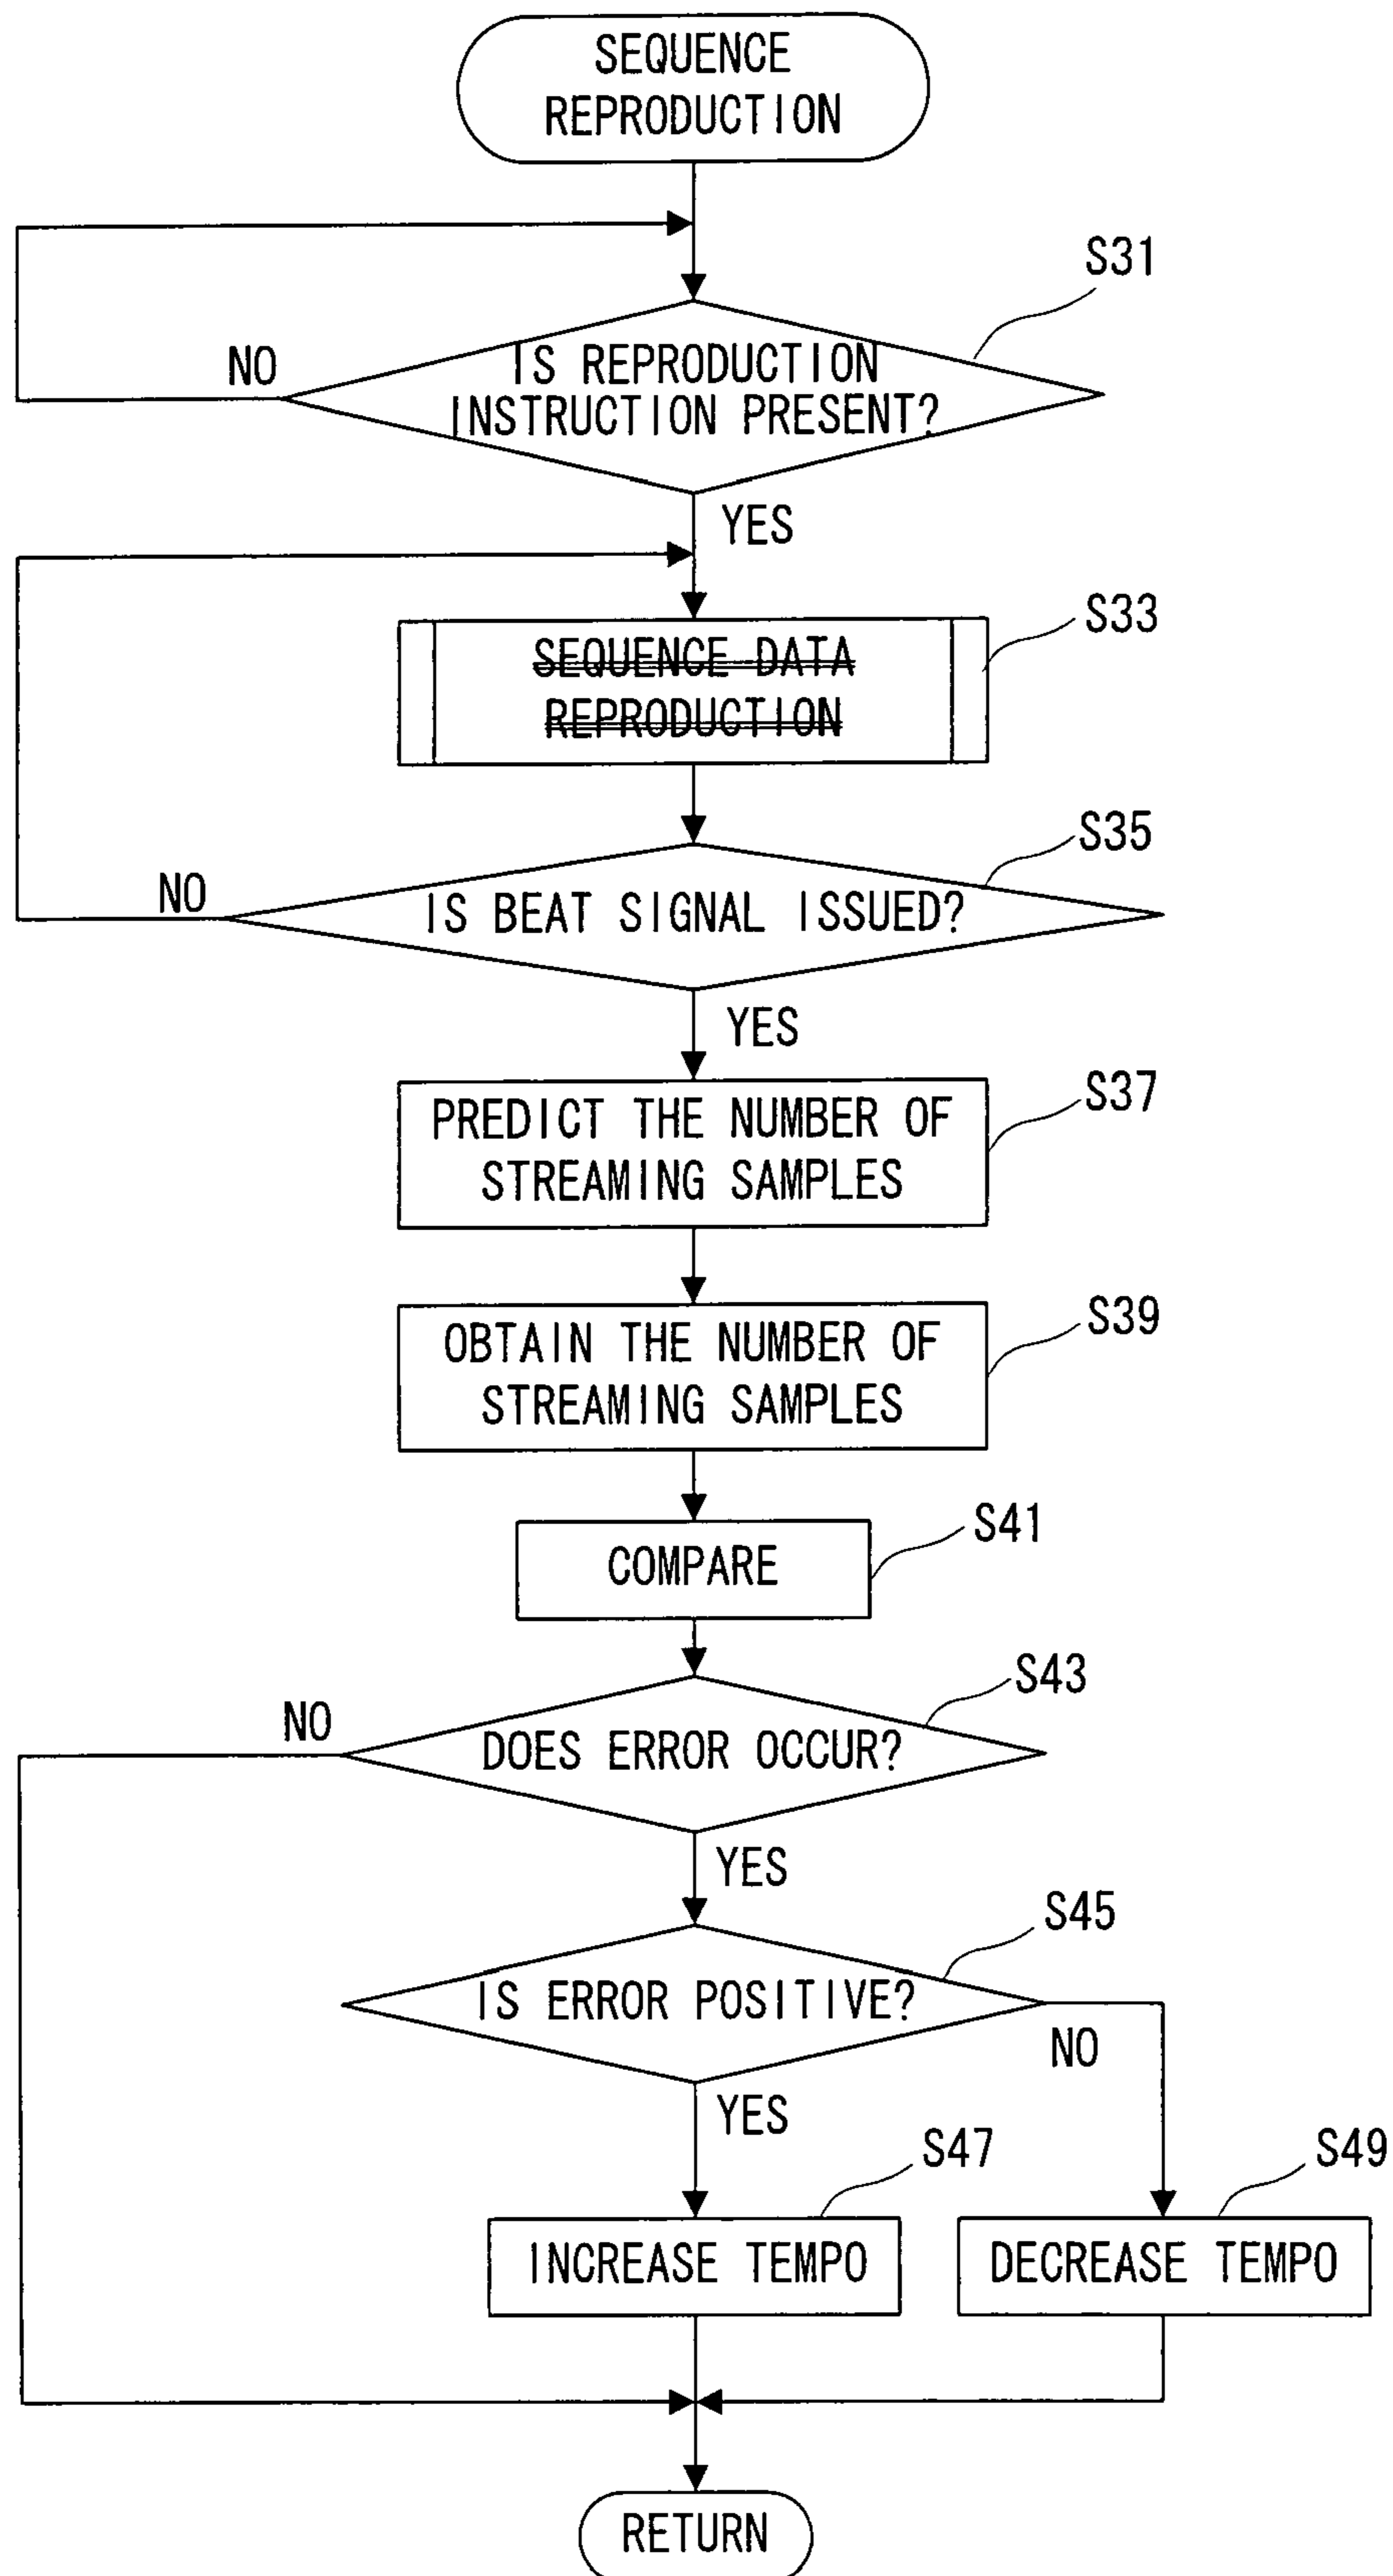 SEQUENCE
REPRODUCTION
S31
NO
IS REPRODUCTION
INSTRUCTION PRESENT?
YES
S33
SEQUENCE DATA
REPRODUCTION
S35
NO
IS BEAT SIGNAL ISSUED?
YES
S37
PREDICT THE NUMBER OF
STREAMING SAMPLES
S39
OBTAIN THE NUMBER OF
STREAMING SAMPLES
S41
COMPARE
S43
NO
DOES ERROR OCCUR?
YES
S45
IS ERROR POSITIVE?
NO
YES
S47
S49
INCREASE TEMPO
DECREASE TEMPO
RETURN